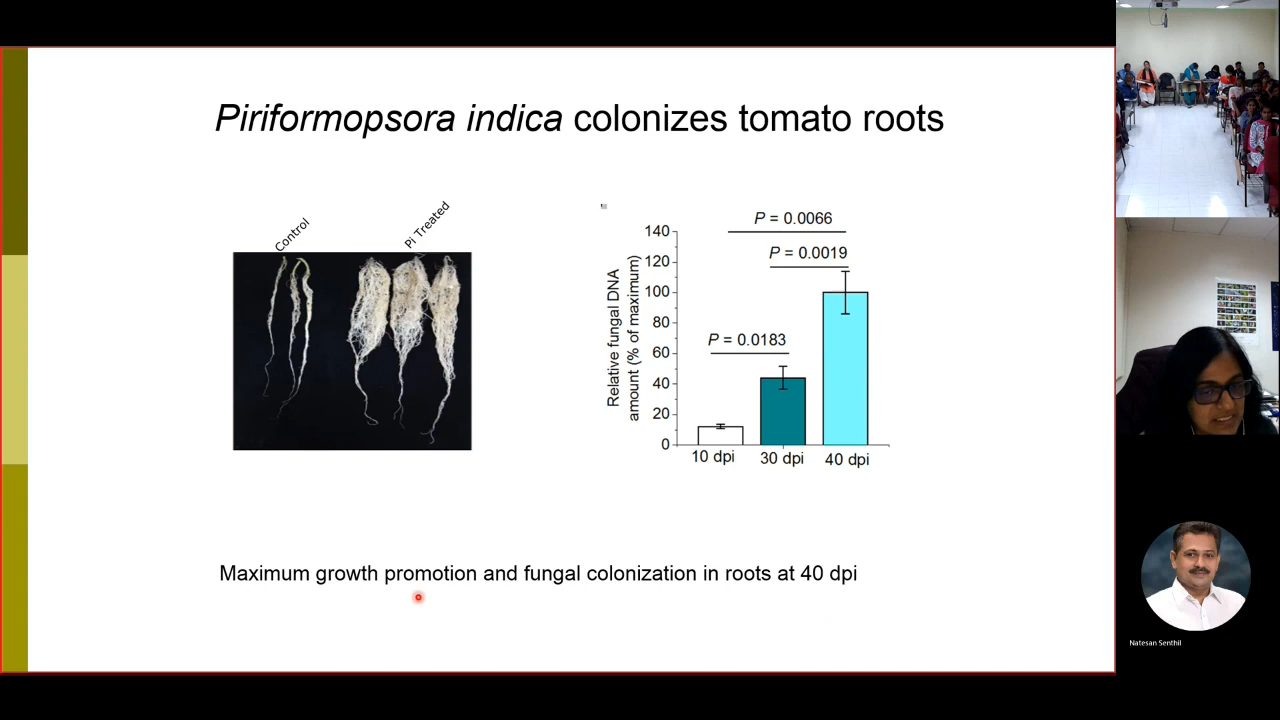 Piriformopsora indica colonizes tomato roots
Control
Pi Treated
P = 0.0066
P = 0.0019
P = 0.0183
Relative fungal DNA
amount (% of maximum)
140
120
100
80
60
40
20
0
10 dpi
30 dpi
40 dpi
Maximum growth promotion and fungal colonization in roots at 40 dpi
Natesan Senthil